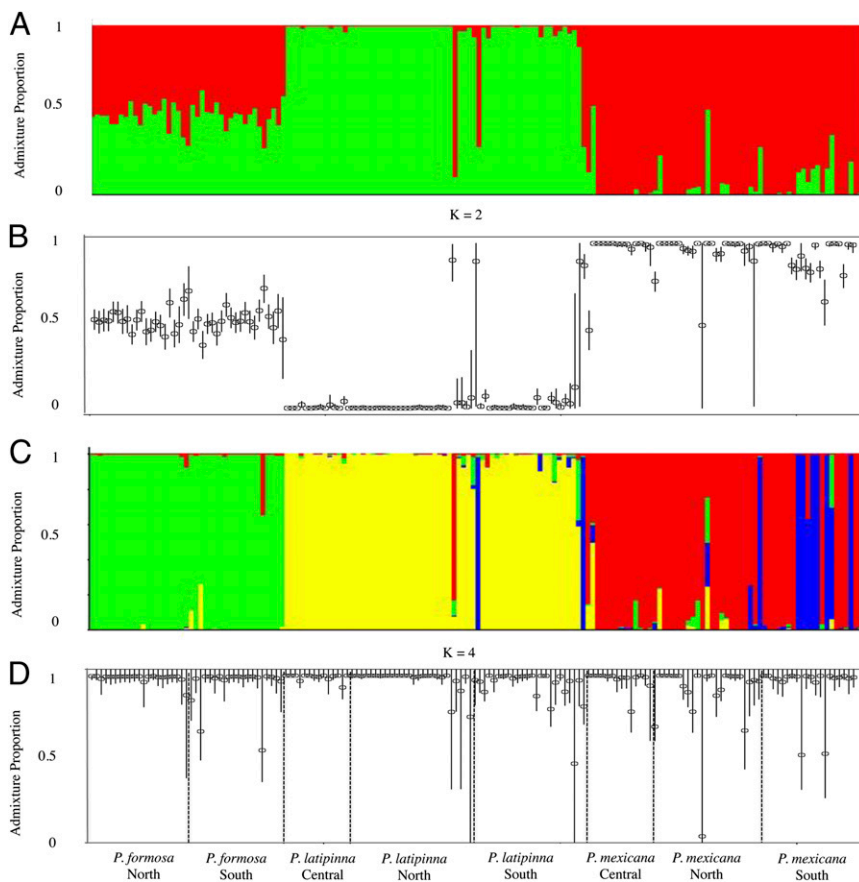 A
Admixture Proportion
1
0.5
0
K = 2
B
Admixture Proportion
1
0.5
0
C
Admixture Proportion
1
0.5
0
K = 4
D
Admixture Proportion
1
0.5
0
P. formosa North
P. formosa South
P. latipinna Central
P. latipinna North
P. latipinna South
P. mexicana Central
P. mexicana North
P. mexicana South